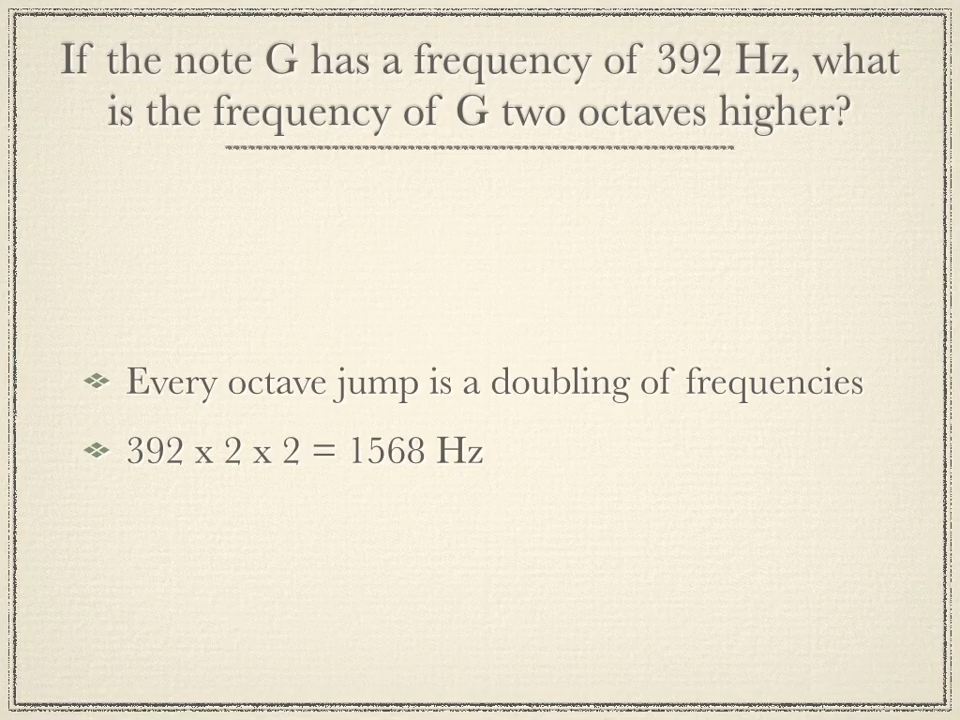 If the note G has a frequency of 392 Hz, what
is the frequency of G two octaves higher?
Every octave jump is a doubling of frequencies
392 x 2 x 2 = 1568 Hz